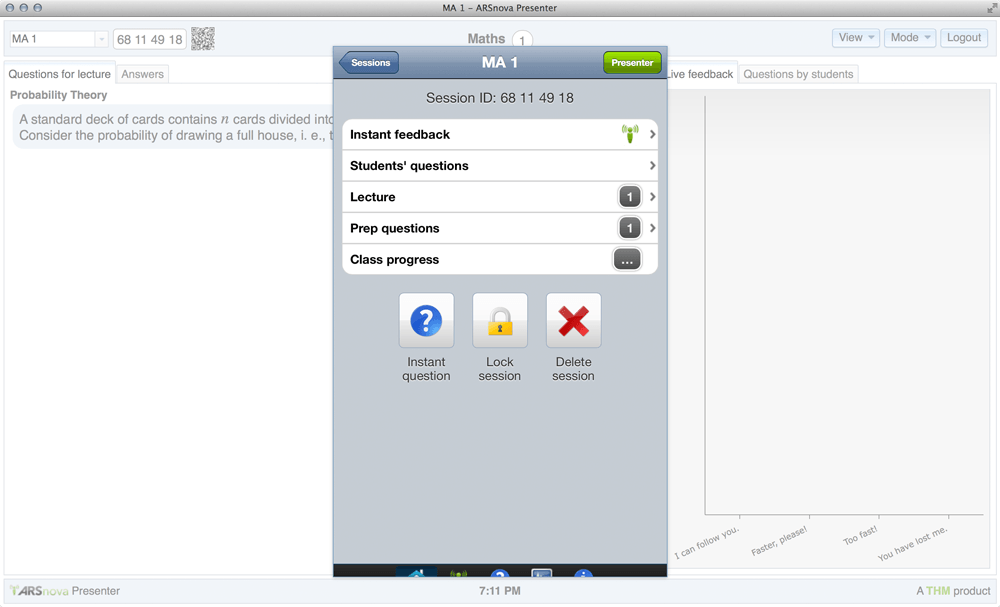 MA 1 – ARSnova Presenter
MA 1
68 11 49 18
Maths
1
View
Mode
Logout
Questions for lecture
Answers
Probability Theory
A standard deck of cards contains n cards divided into
Consider the probability of drawing a full house, i. e.,
Sessions
MA 1
Presenter
Session ID: 68 11 49 18
Instant feedback
Students' questions
Lecture
1
Prep questions
1
Class progress
...
Instant
question
Lock
session
Delete
session
Live feedback
Questions by students
I can follow you.
Faster, please!
Too fast!
You have lost me.
ARSnova Presenter
7:11 PM
A THM product